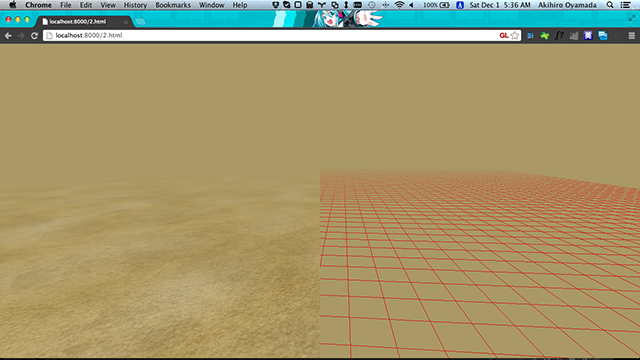 Chrome File Edit View History Bookmarks Window Help 100% Sat Dec 1 5:36 AM Akihiro Oyamada
localhost:8000/2.html
localhost:8000/2.html GL